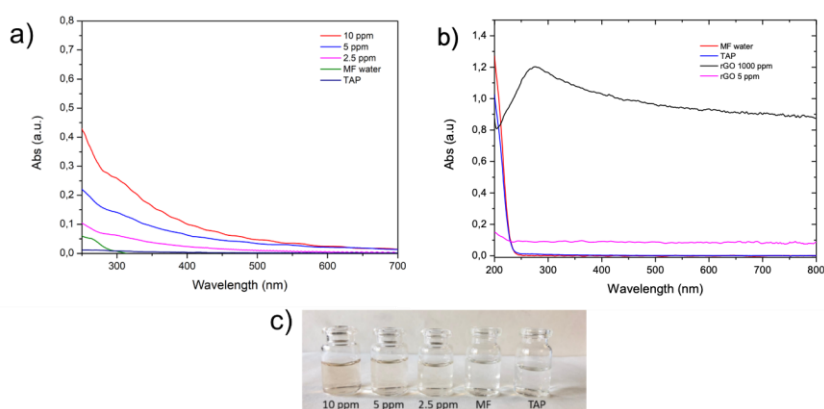 a)
0,8
0,7
0,6
0,5
0,4
0,3
0,2
0,1
0,0
Abs (a.u.)
10 ppm
5 ppm
2.5 ppm
MF water
TAP
300
400
500
600
700
Wavelength (nm)
b)
1,4
1,2
1,0
0,8
0,6
0,4
0,2
0,0
Abs (a.u)
MF water
TAP
rGO 1000 ppm
rGO 5 ppm
200
300
400
500
600
700
800
Wavelength (nm)
c)
10 ppm 5 ppm 2.5 ppm MF TAP